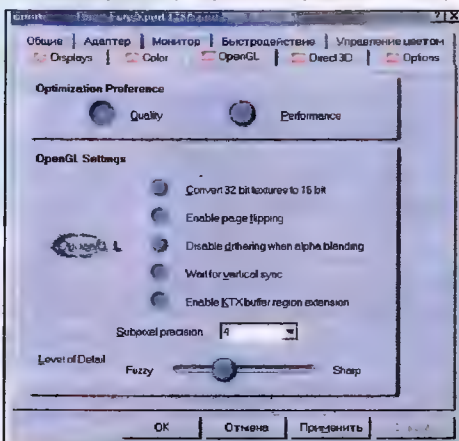 Общие Адаптер Монитор Быстродействие Управление цветом
Displays Color OpenGL Direct3D Options
Optimization Preference
Quality Performance
OpenGL Settings
Convert 32 bit textures to 16 bit
Enable page flipping
OpenGL
Disable dithering when alpha blending
Wait for vertical sync
Enable KTX buffer region extension
Subpixel precision 4
Level of Detail
Fuzzy Sharp
OK Отмена Применить